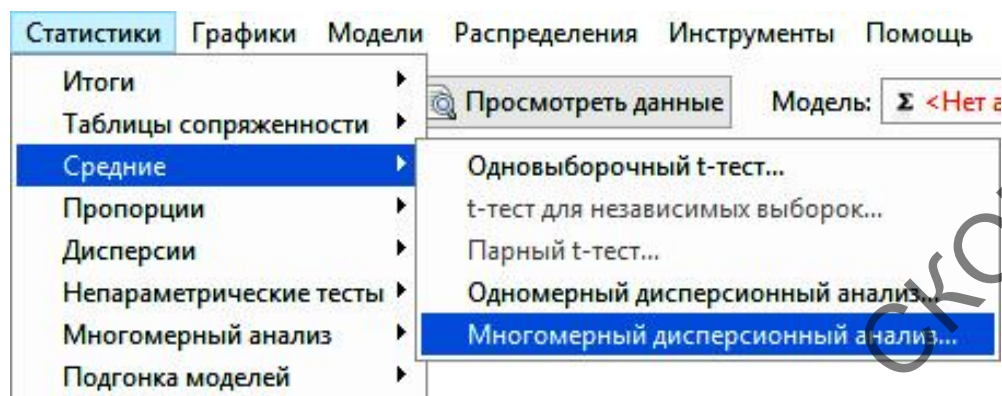 Статистики Графики Модели Распределения Инструменты Помощь
Итоги
Таблицы сопряженности
Средние
Пропорции
Дисперсии
Непараметрические тесты
Многомерный анализ
Подгонка моделей
Просмотреть данные Модель: Σ <Нет а
Одновыборочный t-тест...
t-тест для независимых выборок...
Парный t-тест...
Одномерный дисперсионный анализ...
Многомерный дисперсионный анализ...
ско